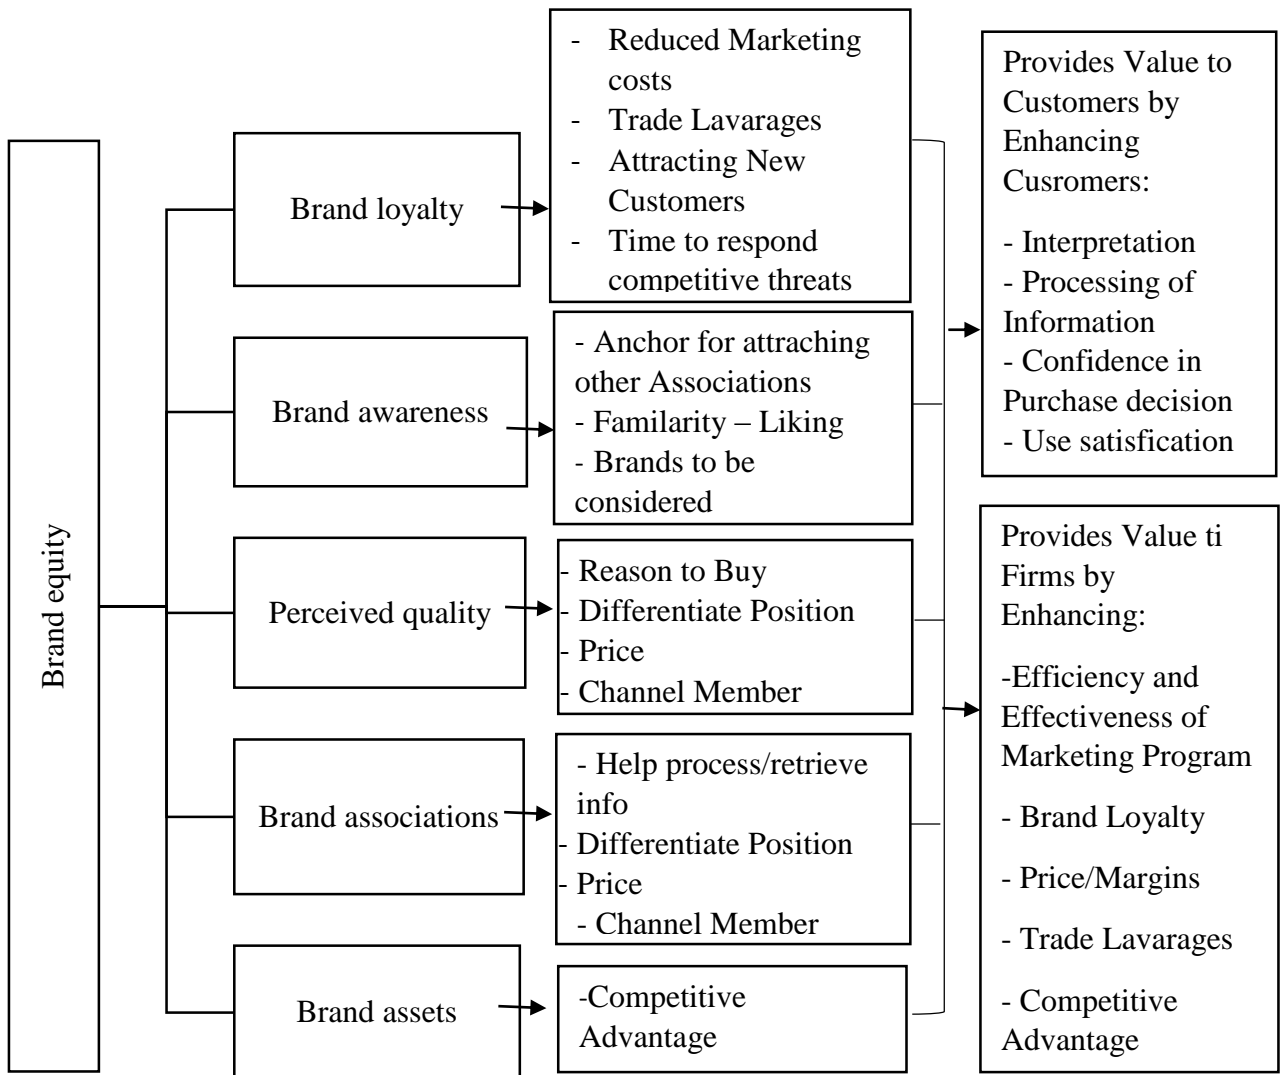 Brand equity
Brand loyalty
- Reduced Marketing
costs
- Trade Lavarages
- Attracting New
Customers
- Time to respond
competitive threats
Brand awareness
- Anchor for attraching
other Associations
- Familarity – Liking
- Brands to be
considered
Perceived quality
- Reason to Buy
- Differentiate Position
- Price
- Channel Member
Brand associations
- Help process/retrieve
info
- Differentiate Position
- Price
- Channel Member
Brand assets
-Competitive
Advantage
Provides Value to
Customers by
Enhancing
Cusromers:
- Interpretation
- Processing of
Information
- Confidence in
Purchase decision
- Use satisfication
Provides Value ti
Firms by
Enhancing:
-Efficiency and
Effectiveness of
Marketing Program
- Brand Loyalty
- Price/Margins
- Trade Lavarages
- Competitive
Advantage